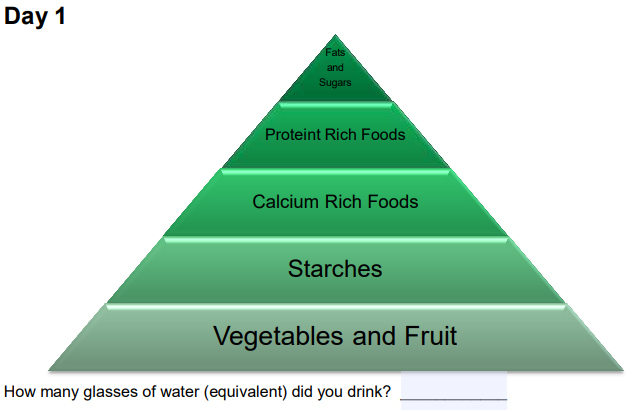 Day 1
Fats
and
Sugars
Proteint Rich Foods
Calcium Rich Foods
Starches
Vegetables and Fruit
How many glasses of water (equivalent) did you drink? ____________